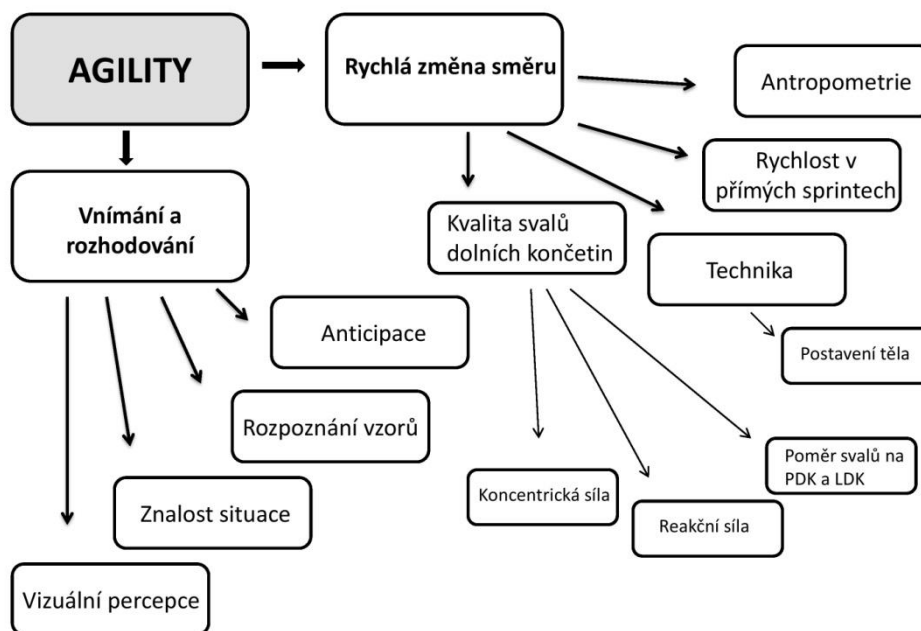 AGILITY
Rychlá změna směru
Antropometrie
Rychlost v
přímých sprintech
Vnímání a
rozhodování
Kvalita svalů
dolních končetin
Technika
Anticipace
Postavení těla
Rozpoznání vzorů
Poměr svalů na
PDK a LDK
Koncentrická síla
Znalost situace
Reakční síla
Vizuální percepce